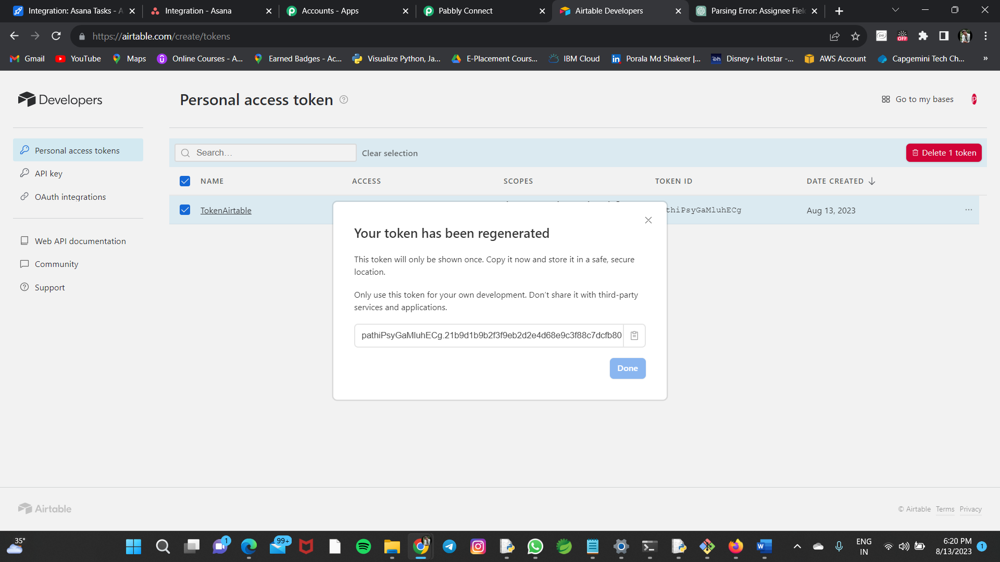 Integration: Asana Tasks - A
Integration - Asana
Accounts - Apps
Pabbly Connect
Airtable Developers
Parsing Error: Assignee Fiel
https://airtable.com/create/tokens
OFF
Gmail
YouTube
Maps
Online Courses - A...
Earned Badges - Ac...
Visualize Python, Ja...
E-Placement Cours...
IBM Cloud
Porala Md Shakeer |...
Disney+ Hotstar -...
AWS Account
Capgemini Tech Ch...
»
Developers
Personal access token
Go to my bases
P
Personal access tokens
API key
OAuth integrations
Web API documentation
Community
Support
Search...
Clear selection
Delete 1 token
NAME
ACCESS
SCOPES
TOKEN ID
DATE CREATED
TokenAirtable
thiPsyGaMluhECg
Aug 13, 2023
Your token has been regenerated
This token will only be shown once. Copy it now and store it in a safe, secure
location.
Only use this token for your own development. Don't share it with third-party
services and applications.
pathiPsyGaMluhECg.21b9d1b9b2f3f9eb2d2e4d68e9c3f88c7dcfb80
Done
Airtable
© Airtable
Terms
Privacy
35°
1
99+
ENG
IN
6:20 PM
8/13/2023
1